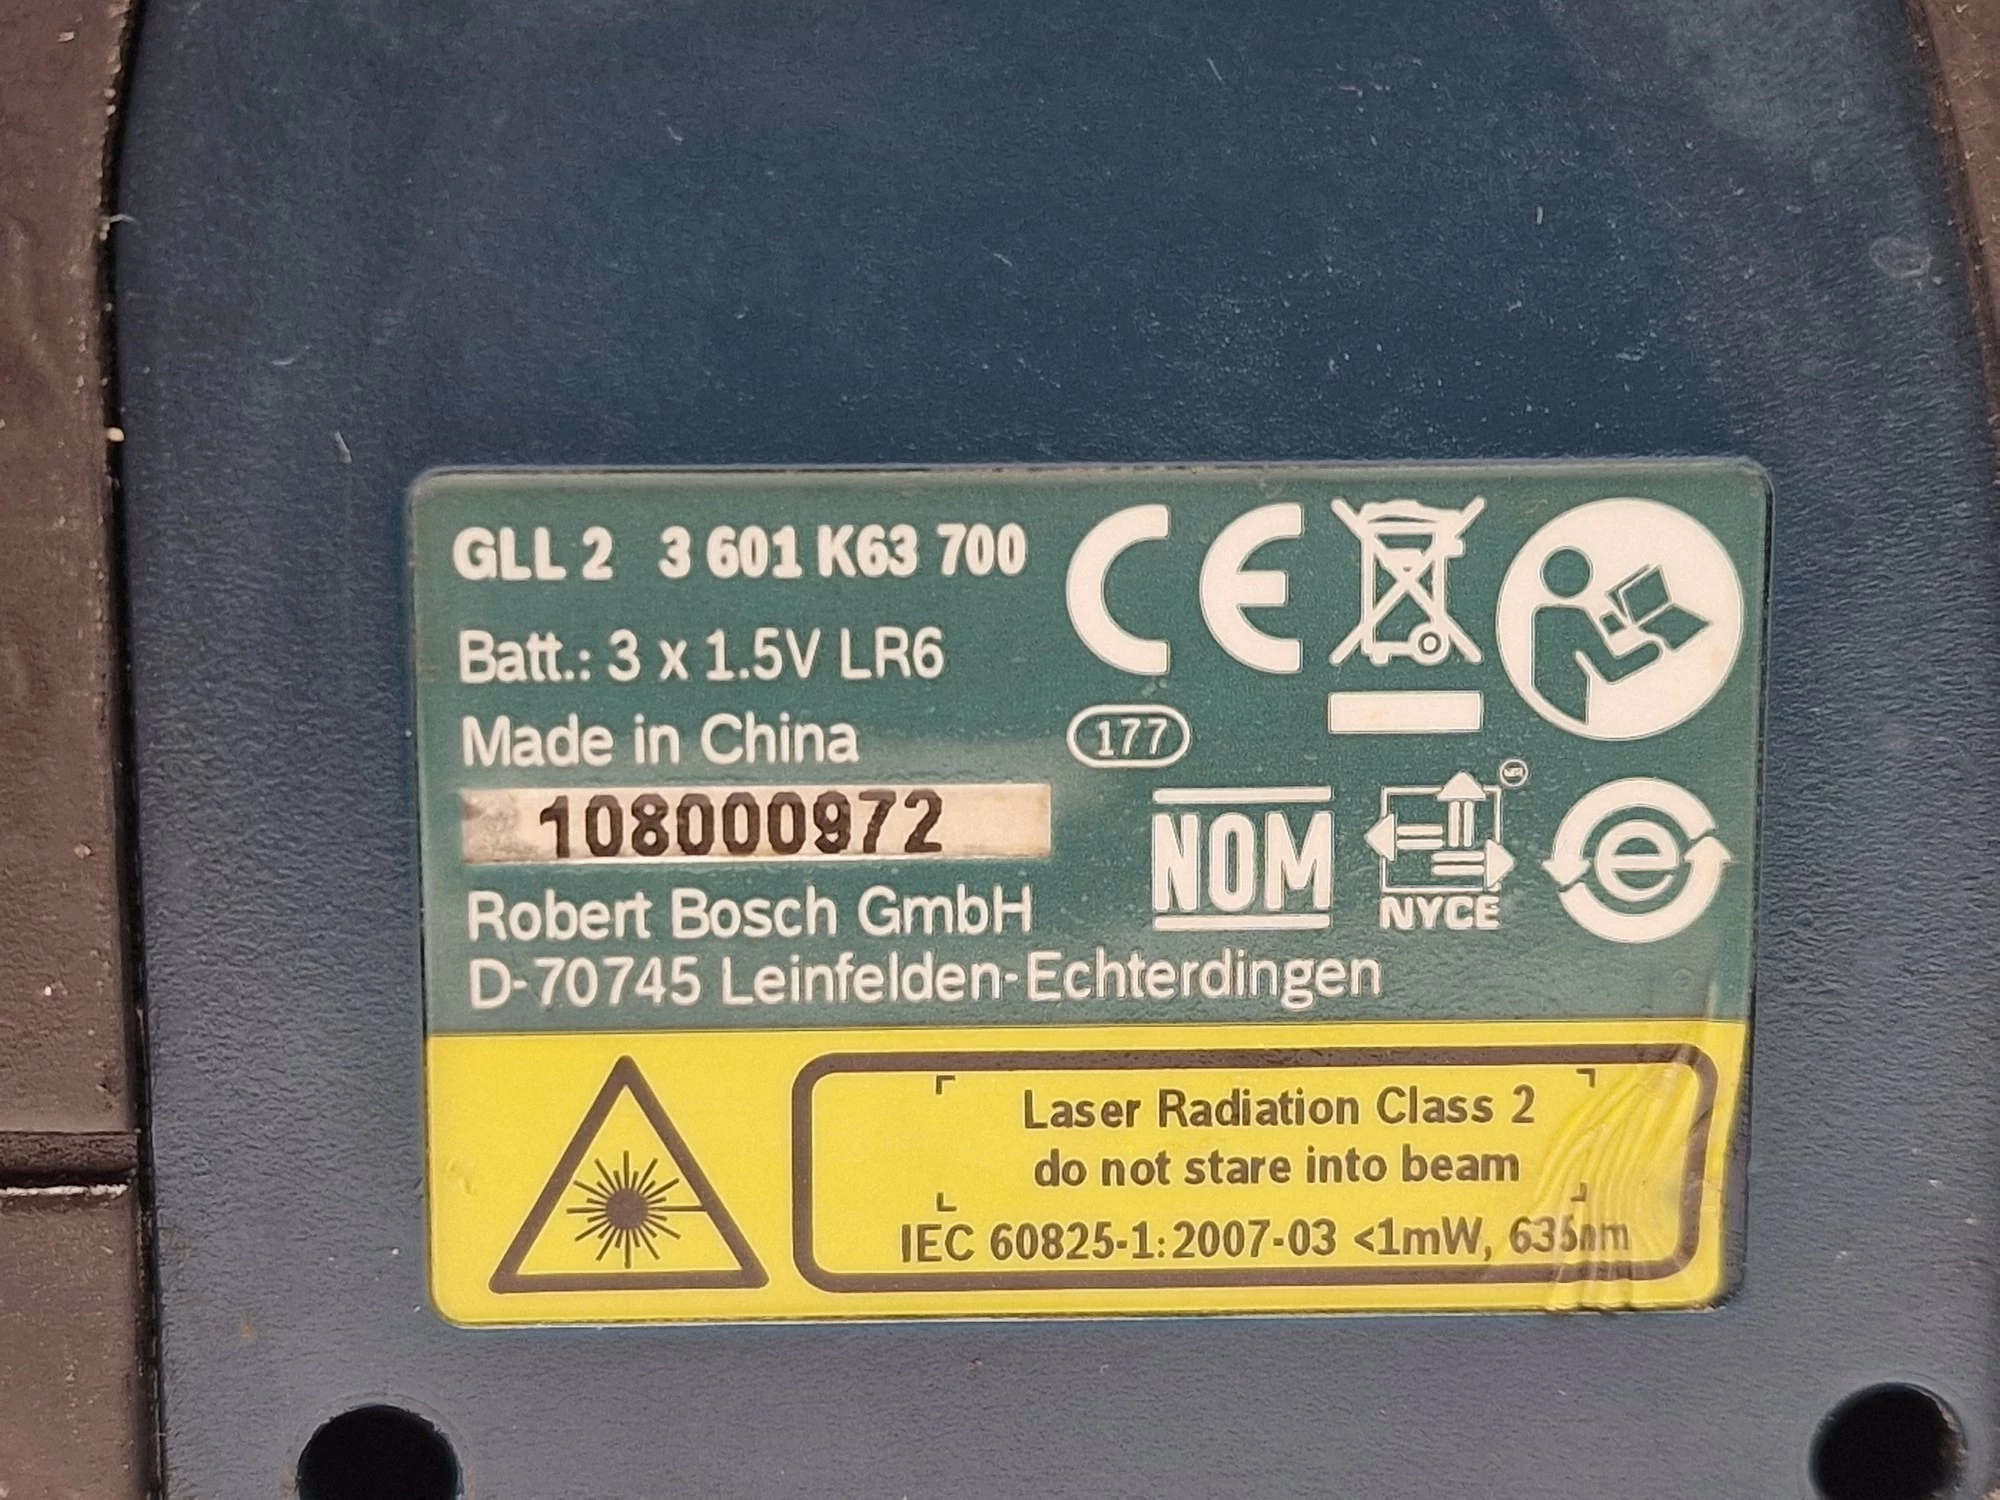 GLL 2 3 601 K63 700
Batt.: 3 x 1.5V LR6
Made in China
177
108000972
NOM
NYCE
e
Robert Bosch GmbH
D-70745 Leinfelden-Echterdingen
Laser Radiation Class 2
do not stare into beam
IEC 60825-1:2007-03 <1mW, 635nm
CE